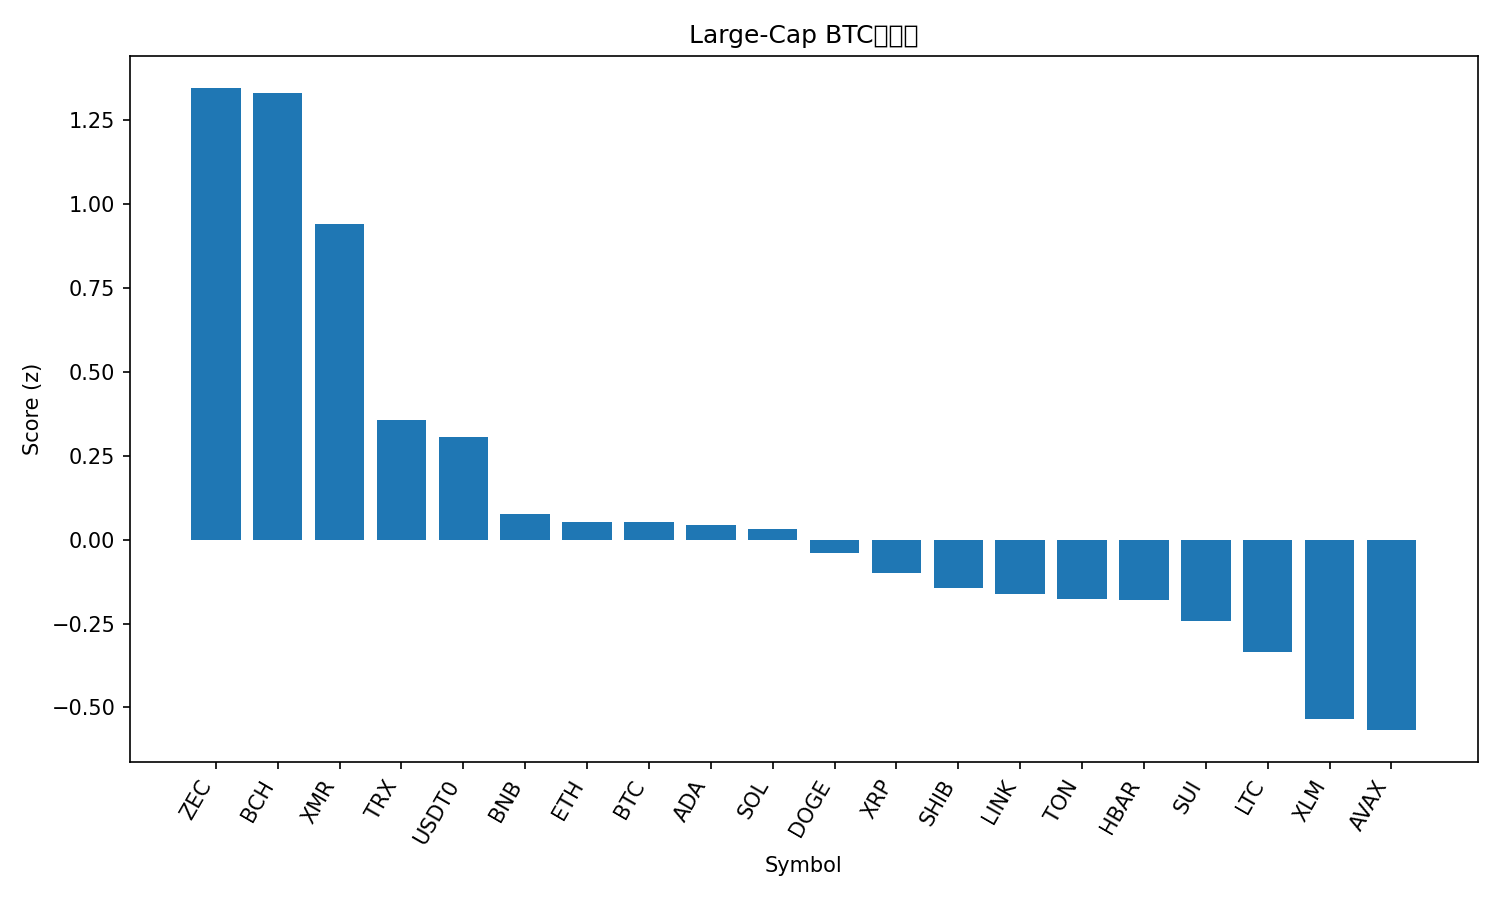 Large-Cap BTC
Score (z)
1.25
1.00
0.75
0.50
0.25
0.00
−0.25
−0.50
ZEC
BCH
XMR
TRX
USDT0
BNB
ETH
BTC
ADA
SOL
DOGE
XRP
SHIB
LINK
TON
HBAR
SUI
LTC
XLM
AVAX
Symbol